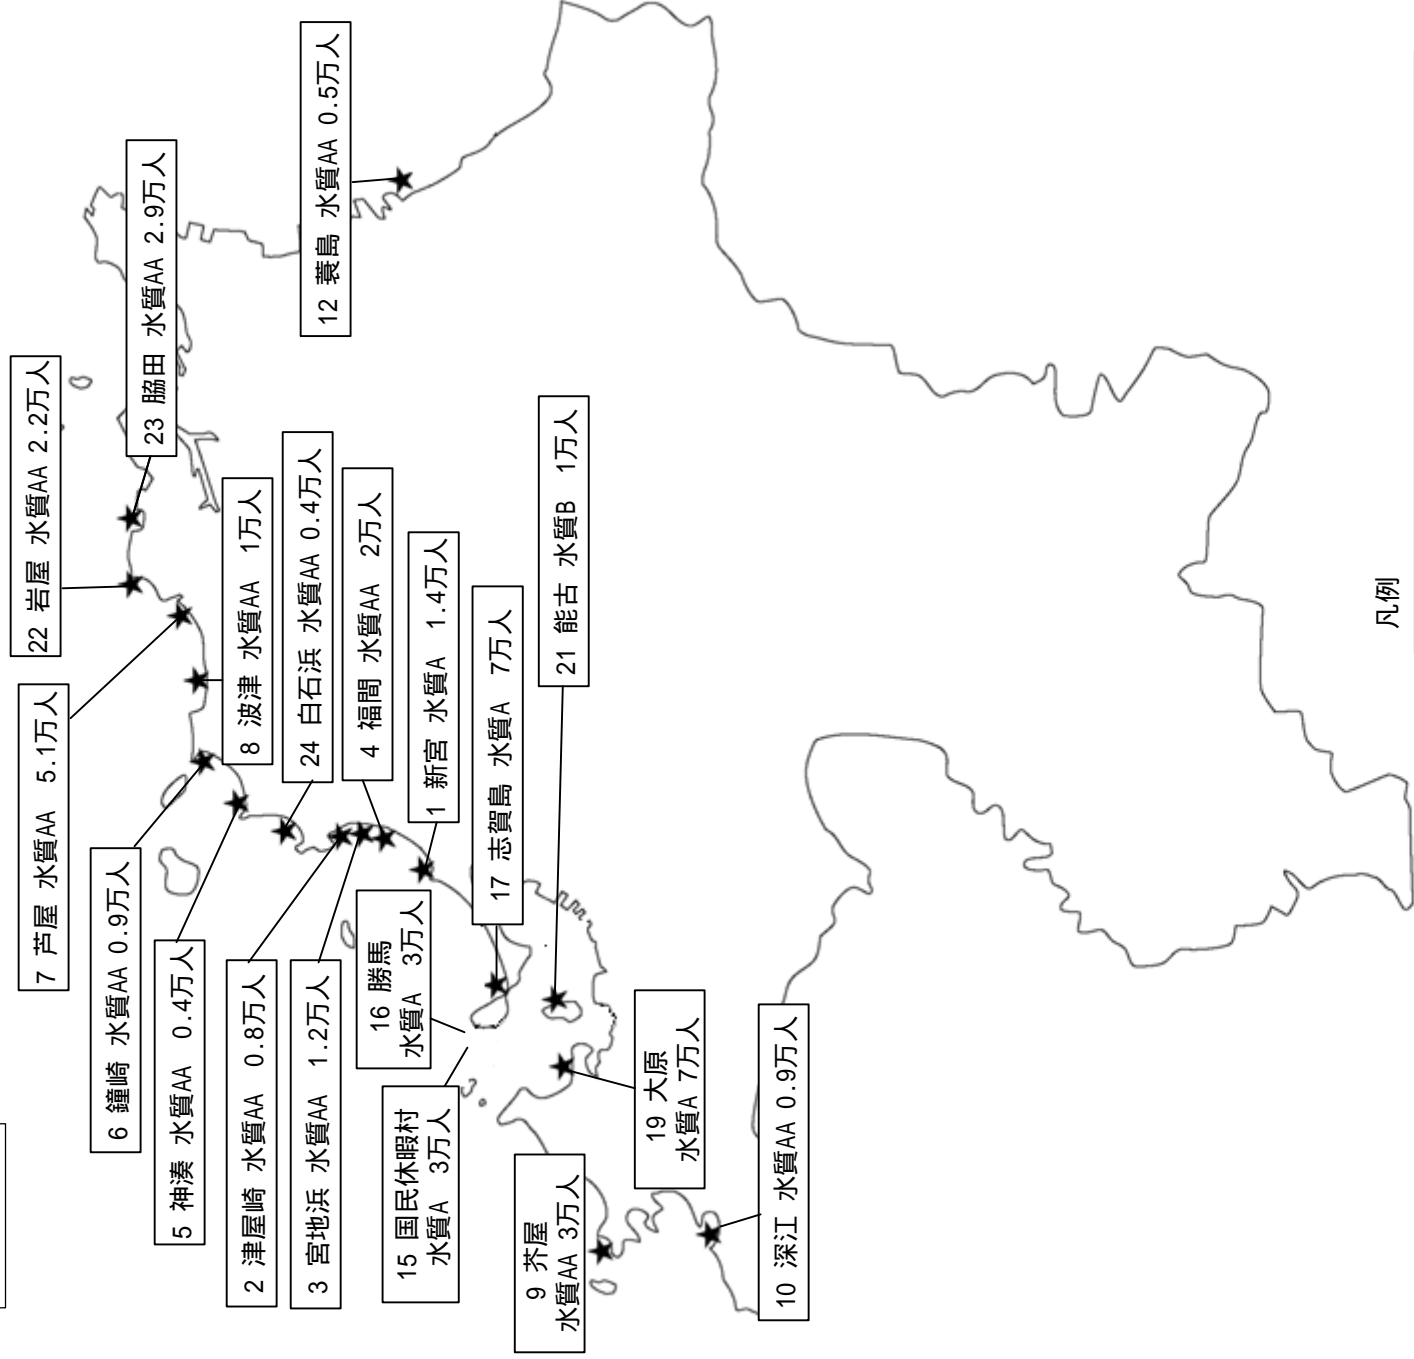 22 岩屋 水質AA 2.2万人
23 脇田 水質AA 2.9万人
12 蓑島 水質AA 0.5万人
7 芦屋 水質AA 5.1万人
8 波津 水質AA 1万人
24 白石浜 水質AA 0.4万人
4 福間 水質AA 2万人
1 新宮 水質A 1.4万人
17 志賀島 水質A 7万人
21 能古 水質B 1万人
6 鐘崎 水質AA 0.9万人
5 神湊 水質AA 0.4万人
2 津屋崎 水質AA 0.8万人
3 宮地浜 水質AA 1.2万人
16 勝馬
水質A 3万人
15 国民休暇村
水質A 3万人
9 芥屋
水質AA 3万人
19 大原
水質A 7万人
10 深江 水質AA 0.9万人
凡例